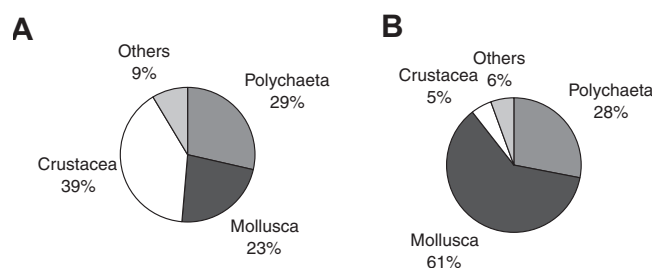 A
Others
9%
Polychaeta
29%
Crustacea
39%
Mollusca
23%
B
Others
6%
Crustacea
5%
Polychaeta
28%
Mollusca
61%